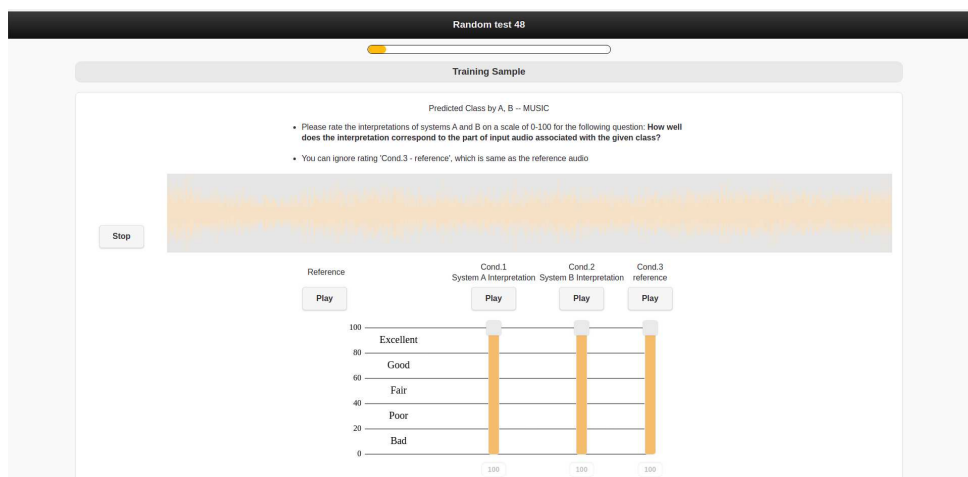 Random test 48
Training Sample
Predicted Class by A, B -- MUSIC
• Please rate the interpretations of systems A and B on a scale of 0-100 for the following question: How well
does the interpretation correspond to the part of input audio associated with the given class?
• You can ignore rating 'Cond.3 - reference', which is same as the reference audio
Stop
Reference
Cond.1
System A Interpretation
Cond.2
System B Interpretation
Cond.3
reference
Play
Play
Play
Play
100
Excellent
80
Good
60
Fair
40
Poor
20
Bad
0
100
100
100